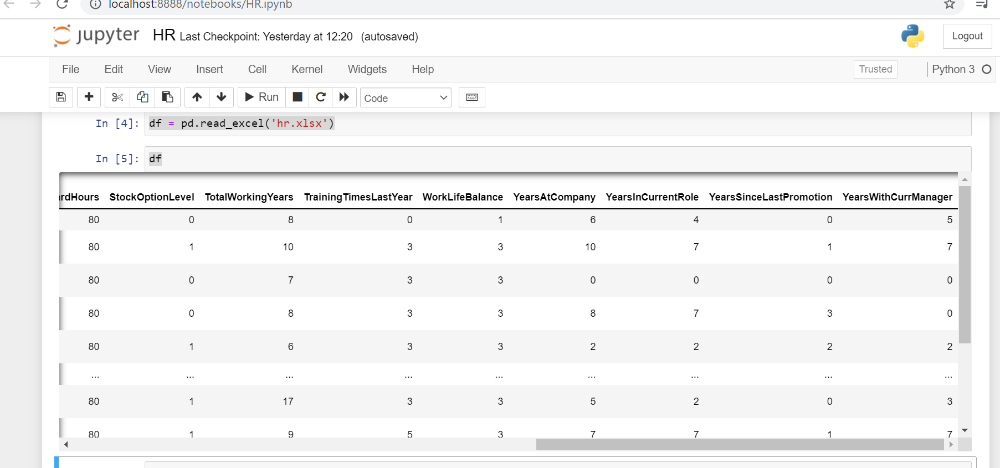 localhost:8888/notebooks/HR.ipynb
jupyter HR Last Checkpoint: Yesterday at 12:20 (autosaved) Logout
File Edit View Insert Cell Kernel Widgets Help Trusted Python 3
Run Code
In [4]: df = pd.read_excel('hr.xlsx')
In [5]: df
rdHours StockOptionLevel TotalWorkingYears TrainingTimesLastYear WorkLifeBalance YearsAtCompany YearsInCurrentRole YearsSinceLastPromotion YearsWithCurrManager
80 0 8 0 1 6 4 0 5
80 1 10 3 3 10 7 1 7
80 0 7 3 3 0 0 0 0
80 0 8 3 3 8 7 3 0
80 1 6 3 3 2 2 2 2
... ... ... ... ... ... ... ... ...
80 1 17 3 3 5 2 0 3
80 1 9 5 3 7 7 1 7